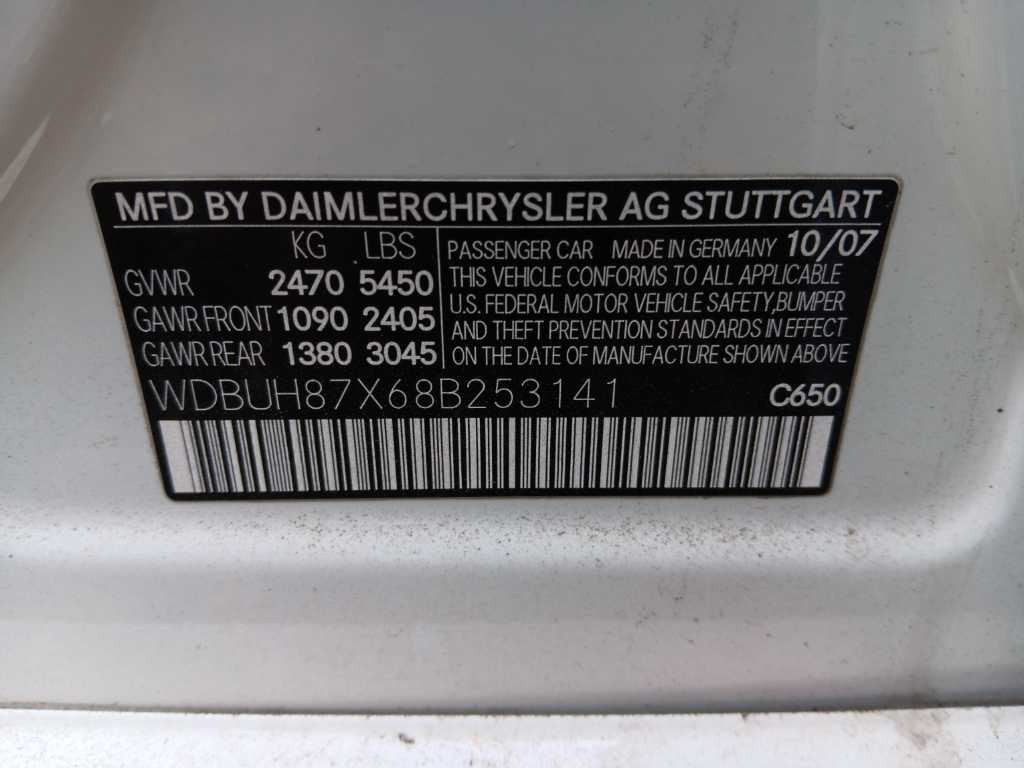 MFD BY DAIMLERCHRYSLER AG STUTTGART
KG LBS
GVWR 2470 5450
GAWR FRONT 1090 2405
GAWR REAR 1380 3045
PASSENGER CAR MADE IN GERMANY 10/07
THIS VEHICLE CONFORMS TO ALL APPLICABLE
U.S. FEDERAL MOTOR VEHICLE SAFETY,BUMPER
AND THEFT PREVENTION STANDARDS IN EFFECT
ON THE DATE OF MANUFACTURE SHOWN ABOVE
WDBUH87X68B253141 C650